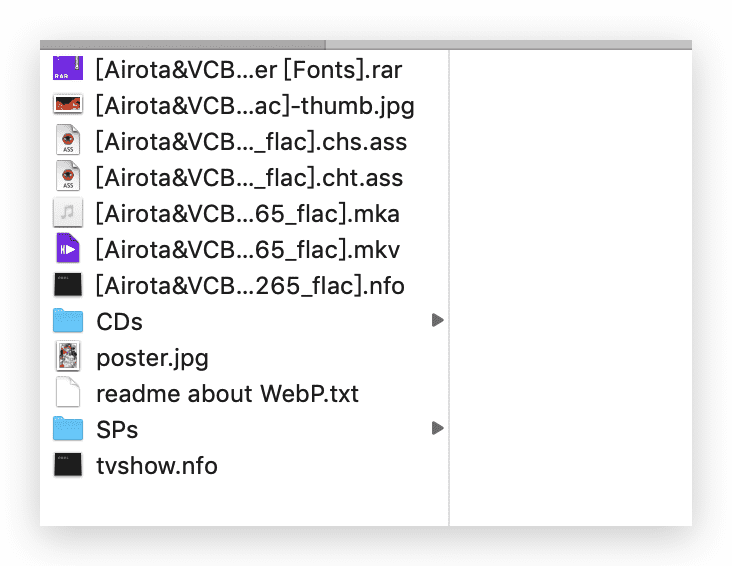 RAR [Airota&VCB...er [Fonts].rar
[Airota&VCB...ac]-thumb.jpg
ASS [Airota&VCB..._flac].chs.ass
ASS [Airota&VCB..._flac].cht.ass
[Airota&VCB...65_flac].mka
[Airota&VCB...65_flac].mkv
[Airota&VCB...265_flac].nfo
CDs
poster.jpg
readme about WebP.txt
SPs
tvshow.nfo